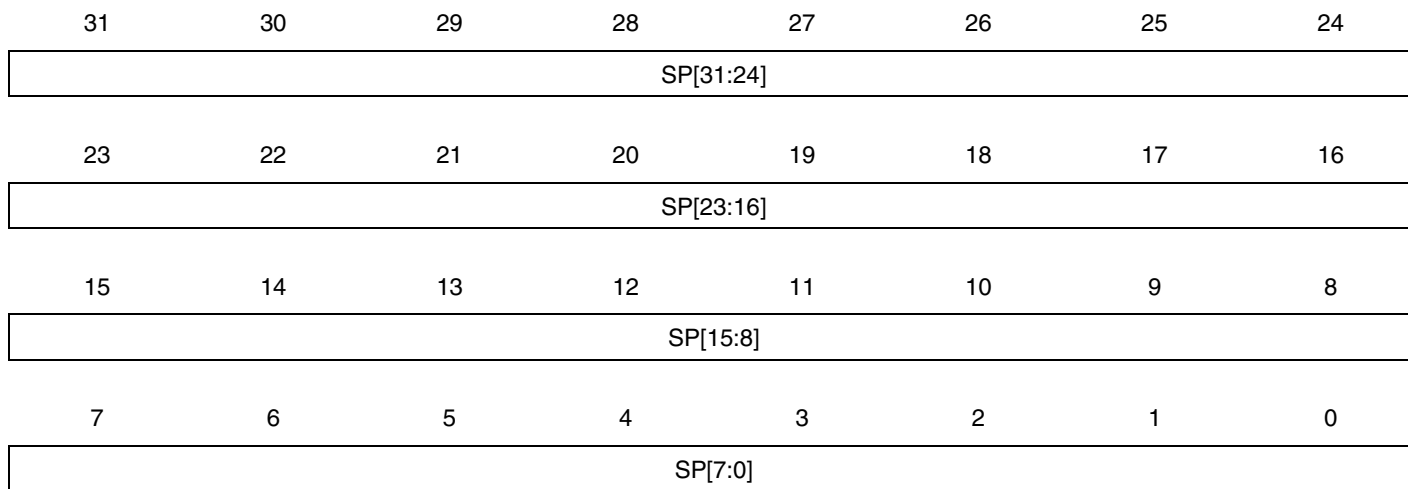 31 30 29 28 27 26 25 24
SP[31:24]
23 22 21 20 19 18 17 16
SP[23:16]
15 14 13 12 11 10 9 8
SP[15:8]
7 6 5 4 3 2 1 0
SP[7:0]